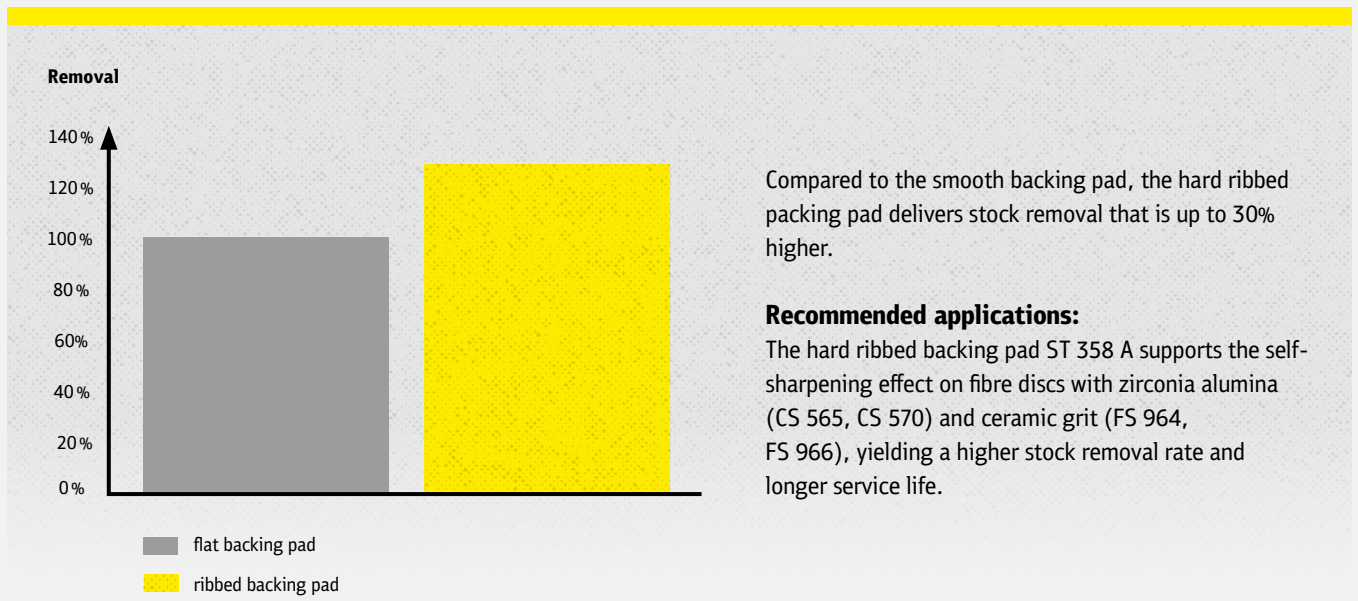 Removal
140 %
120 %
100 %
80 %
60%
40 %
20 %
0 %
flat backing pad
ribbed backing pad
Compared to the smooth backing pad, the hard ribbed
packing pad delivers stock removal that is up to 30%
higher.
Recommended applications:
The hard ribbed backing pad ST 358 A supports the self-
sharpening effect on fibre discs with zirconia alumina
(CS 565, CS 570) and ceramic grit (FS 964,
FS 966), yielding a higher stock removal rate and
longer service life.